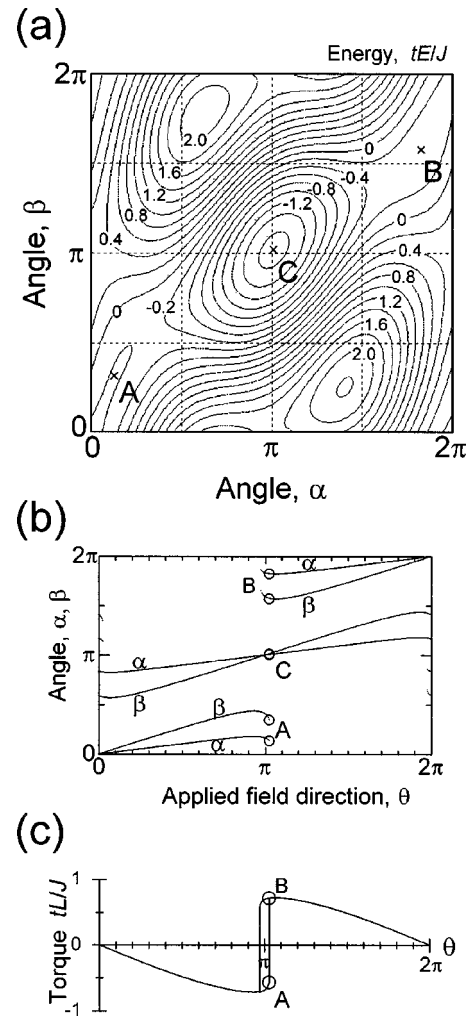 (a)
Energy, tE/J
2π
2.0
1.6
1.2
0.8
0.4
0
-0.4
-0.8
-1.2
B
Angle, β
π
C
0
0.4
0.8
1.2
1.6
2.0
0
-0.2
A
0
0
π
2π
Angle, α
(b)
2π
B
α
β
Angle, α, β
π
α
β
C
β
α
A
0
0
π
2π
Applied field direction, θ
(c)
Torque tL/J
1
0
-1
B
π
A
θ
2π